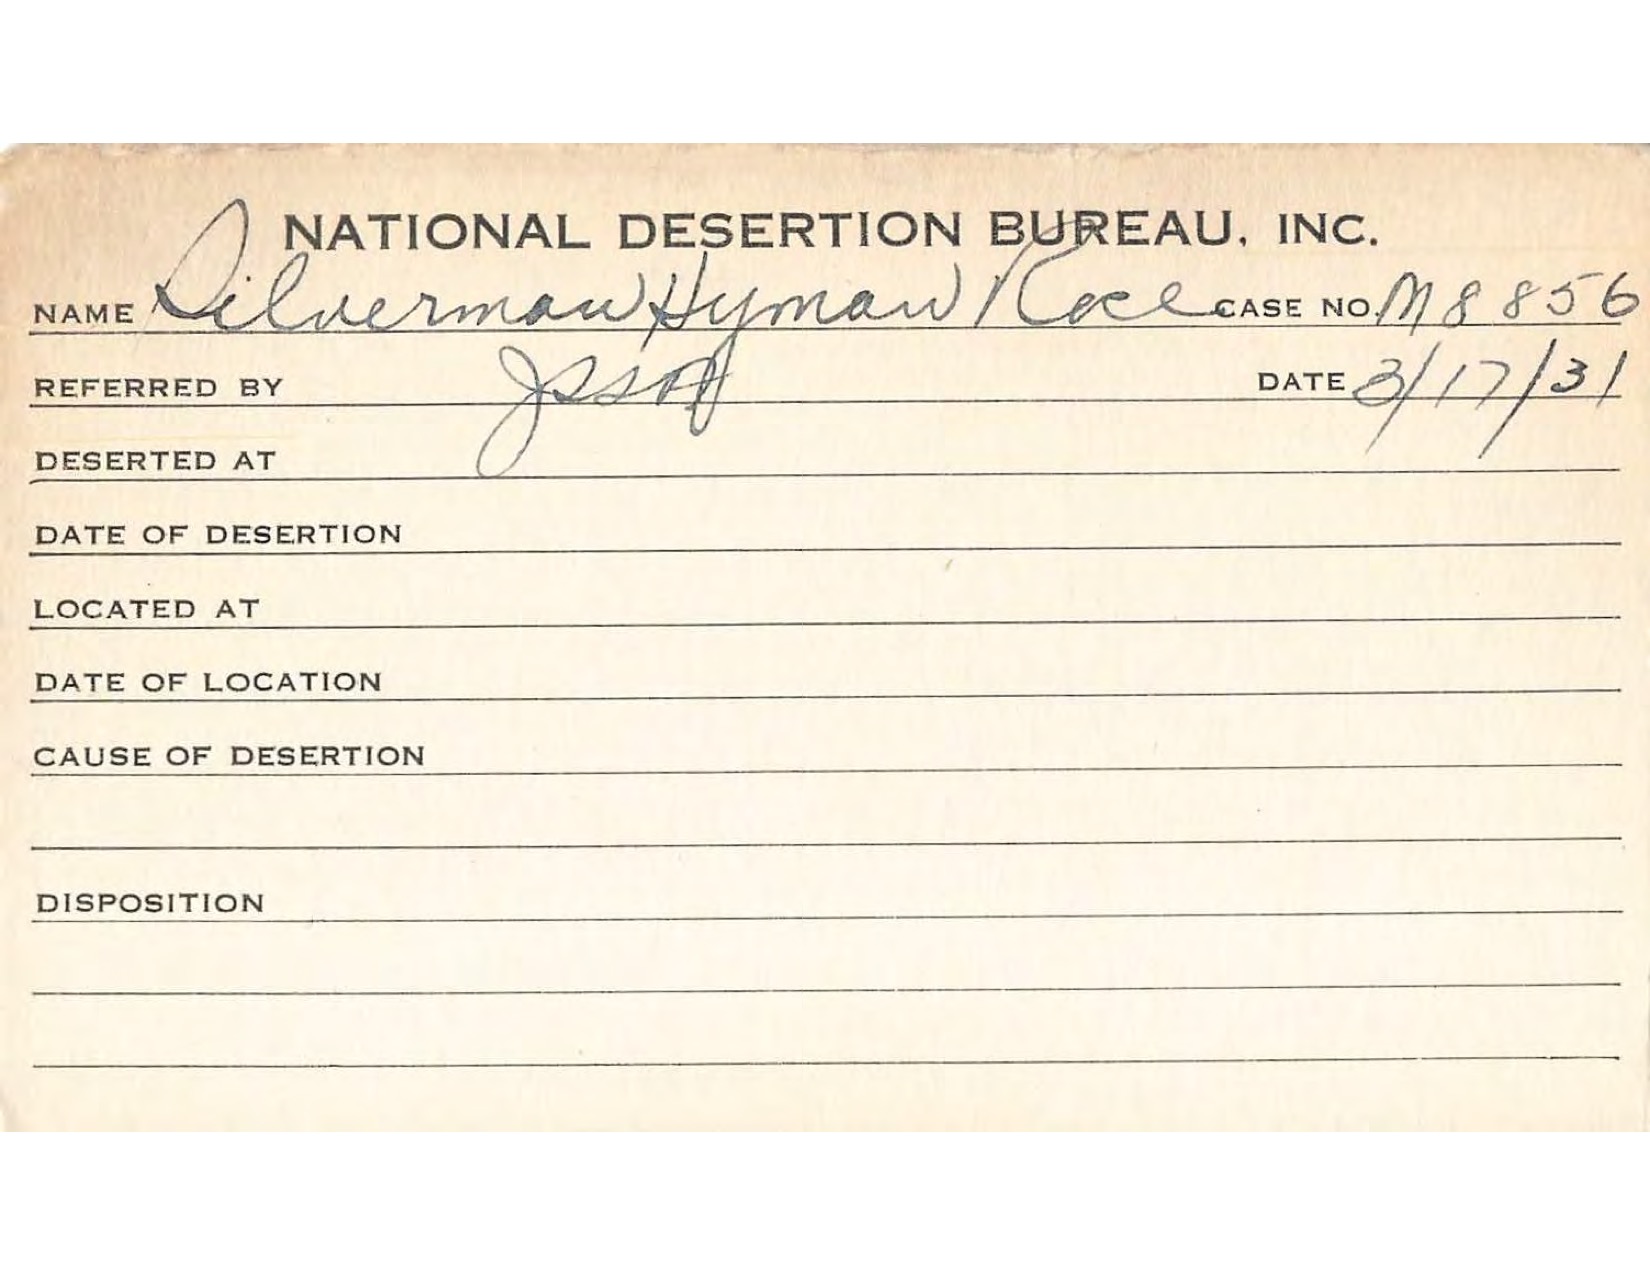 NATIONAL DESERTION BUREAU, INC.
NAME Silverman Hyman Rose CASE NO. M8856
REFERRED BY JSSA DATE 3/17/31
DESERTED AT
DATE OF DESERTION
LOCATED AT
DATE OF LOCATION
CAUSE OF DESERTION
DISPOSITION